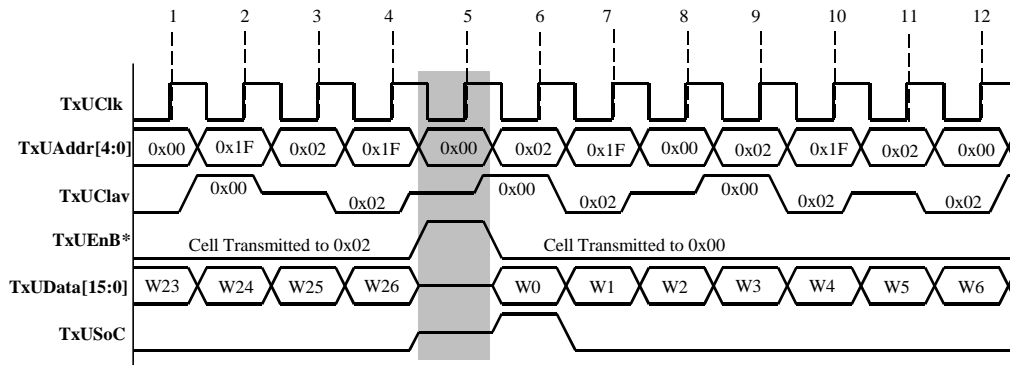 1 2 3 4 5 6 7 8 9 10 11 12
TxUClk
TxUAddr[4:0] 0x00 0x1F 0x02 0x1F 0x00 0x02 0x1F 0x00 0x02 0x1F 0x02 0x00
TxUClav 0x00 0x02 0x00 0x02 0x00 0x02
TxUEnB* Cell Transmitted to 0x02 Cell Transmitted to 0x00
TxUData[15:0] W23 W24 W25 W26 W0 W1 W2 W3 W4 W5 W6
TxUSoC